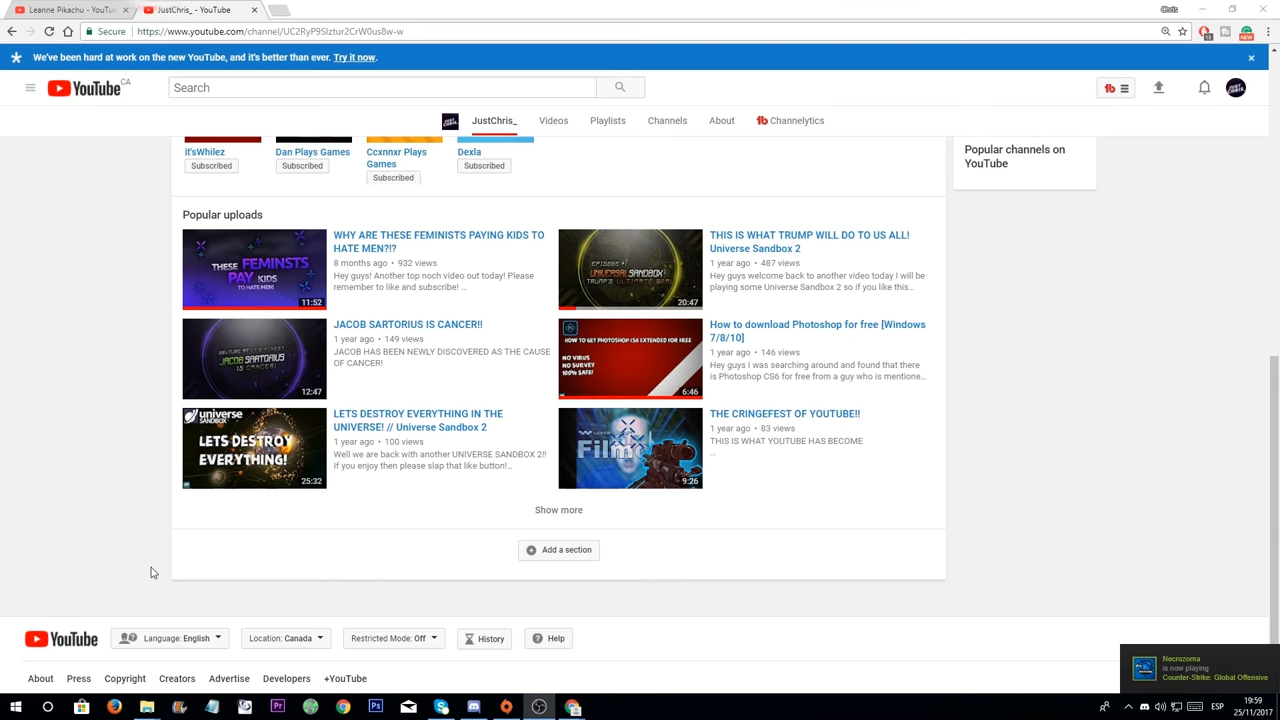 Leanne Pikachu - YouTu
JustChris_ - YouTube
Chris
Secure
https://www.youtube.com/channel/UC2RyP9SIztur2CrW0us8w-w
We've been hard at work on the new YouTube, and it's better than ever. Try it now.
YouTube CA
Search
JustChris_
Videos
Playlists
Channels
About
Channelytics
it'sWhilez
Subscribed
Dan Plays Games
Subscribed
Ccxnnxr Plays
Games
Subscribed
Dexla
Subscribed
Popular channels on
YouTube
Popular uploads
THESE FEMINSTS
PAY KIDS
TO HATE MEN!
11:52
WHY ARE THESE FEMINISTS PAYING KIDS TO
HATE MEN?!?
8 months ago • 932 views
Hey guys! Another top noch video out today! Please
remember to like and subscribe! ...
UNIVERSAL SANDBOX
20:47
THIS IS WHAT TRUMP WILL DO TO US ALL!
Universe Sandbox 2
1 year ago • 487 views
Hey guys welcome back to another video today I will be
playing some Universe Sandbox 2 so if you like this...
JACOB SARTORIUS
IS CANCER!
12:47
JACOB SARTORIUS IS CANCER!!
1 year ago • 149 views
JACOB HAS BEEN NEWLY DISCOVERED AS THE CAUSE
OF CANCER!
HOW TO GET PHOTOSHOP CS6 EXTENDED FOR FREE
NO VIRUS
NO SURVEY
100% SAFE!
6:46
How to download Photoshop for free [Windows
7/8/10]
1 year ago • 146 views
Hey guys I was searching around and found that there
is Photoshop CS6 for free from a guy who is mentione...
universe
SANDBOX
LETS DESTROY
EVERYTHING!
25:32
LETS DESTROY EVERYTHING IN THE
UNIVERSE! // Universe Sandbox 2
1 year ago • 100 views
Well we are back with another UNIVERSE SANDBOX 2!!
If you enjoy then please slap that like button!...
9:26
THE CRINGEFEST OF YOUTUBE!!
1 year ago • 83 views
THIS IS WHAT YOUTUBE HAS BECOME
...
Show more
Add a section
YouTube
Language: English
Location: Canada
Restricted Mode: Off
History
Help
About
Press
Copyright
Creators
Advertise
Developers
+YouTube
Necrozoma
is now playing
Counter-Strike: Global Offensive
ESP
19:59
25/11/2017